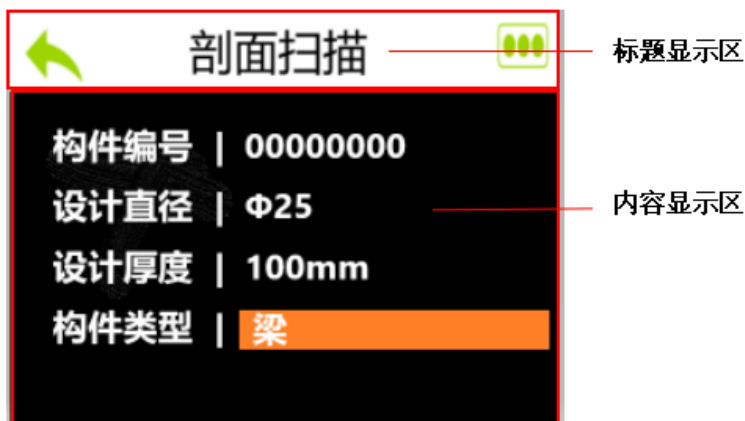 剖面扫描
标题显示区
构件编号 | 00000000
设计直径 | Φ25
内容显示区
设计厚度 | 100mm
构件类型 | 梁